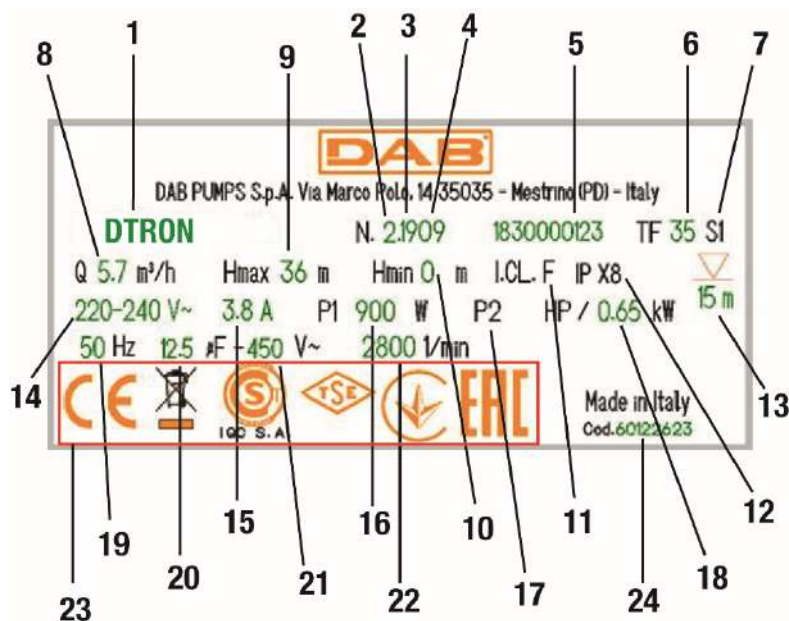 1 2 3 4 5 6 7
8 9
DAB
DAB PUMPS S.p.A. Via Marco Polo, 14 35035 - Mestrino (PD) - Italy
DTRON N. 2.1909 1830000123 TF 35 S1
Q 5.7 m³/h Hmax 36 m Hmin 0 m I.CL. F IP X8
220-240 V~ 3.8 A P1 900 W P2 HP / 0.65 kW 15 m
50 Hz 12.5 µF - 450 V~ 2800 1/min
CE TSE EAC
IQC S.A. Made in Italy
Cod.60122623
14 13
19 20 15 21 16 22 10 17 11 18 12
23 24